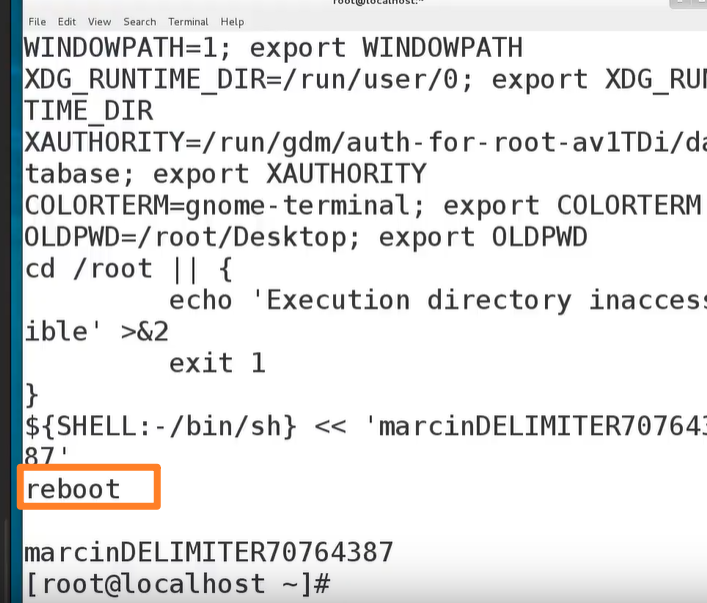 root@localhost:~
File Edit View Search Terminal Help
WINDOWPATH=1; export WINDOWPATH
XDG_RUNTIME_DIR=/run/user/0; export XDG_RUN
TIME_DIR
XAUTHORITY=/run/gdm/auth-for-root-av1TDi/da
tabase; export XAUTHORITY
COLORTERM=gnome-terminal; export COLORTERM
OLDPWD=/root/Desktop; export OLDPWD
cd /root || {
        echo 'Execution directory inaccess
ible' >&2
        exit 1
}
${SHELL:-/bin/sh} << 'marcinDELIMITER707643
87'
reboot

marcinDELIMITER70764387
[root@localhost ~]#